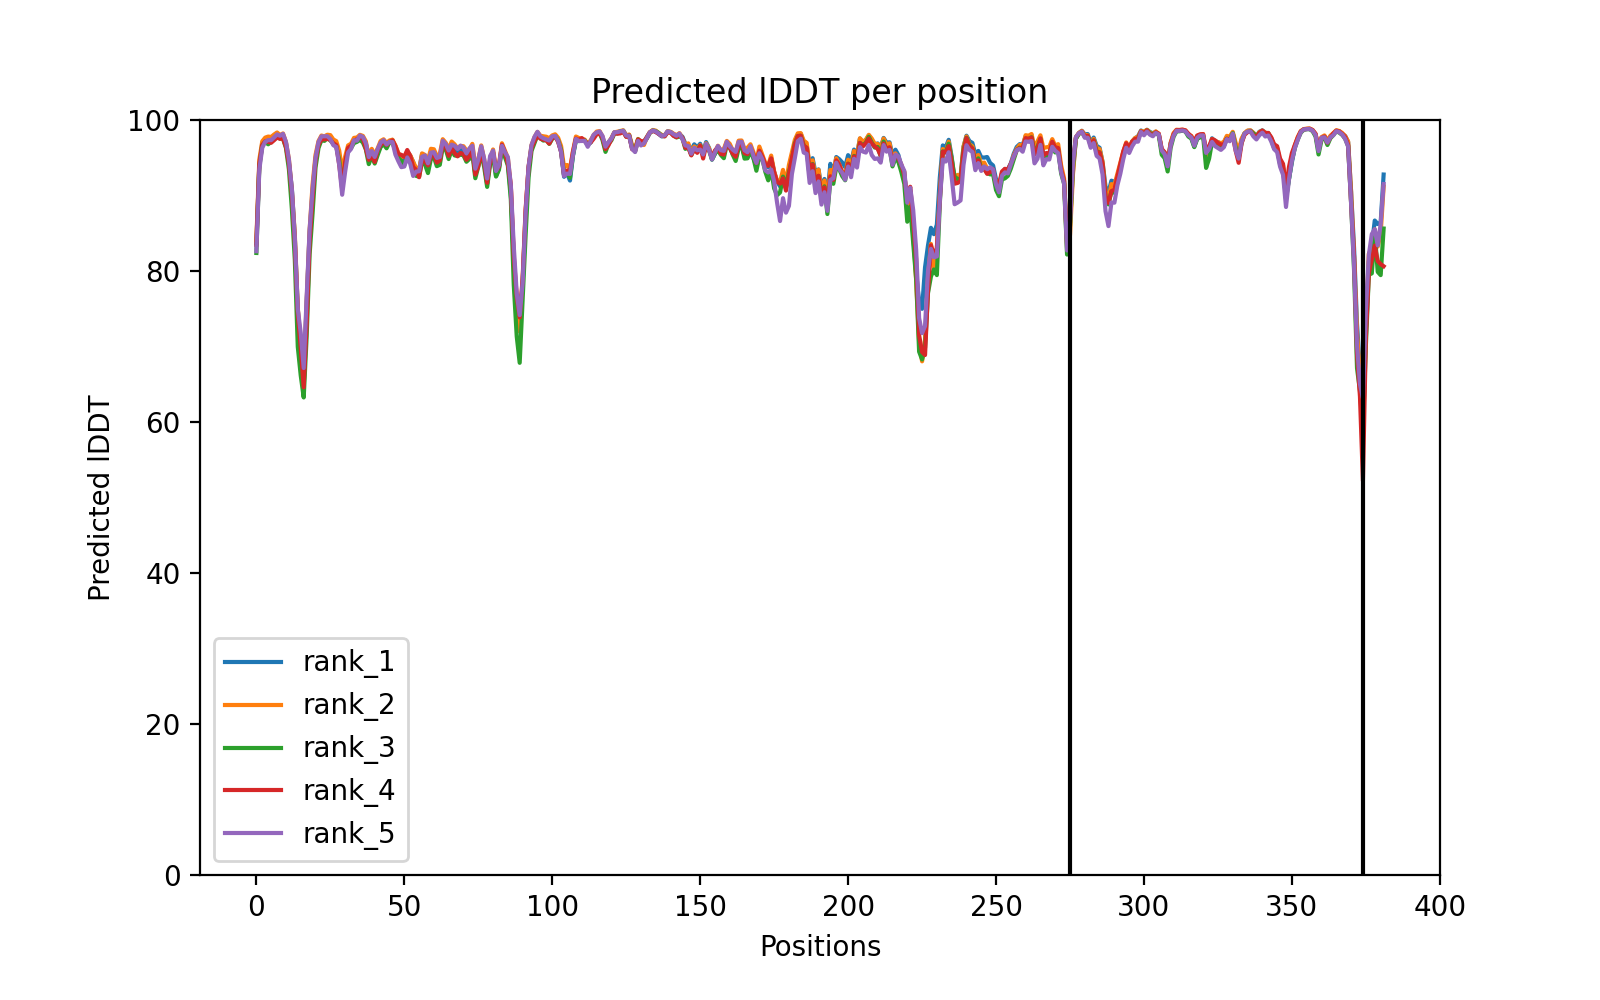 Predicted lDDT per position
100
80
60
40
20
0
Predicted lDDT
rank_1
rank_2
rank_3
rank_4
rank_5
0 50 100 150 200 250 300 350 400
Positions